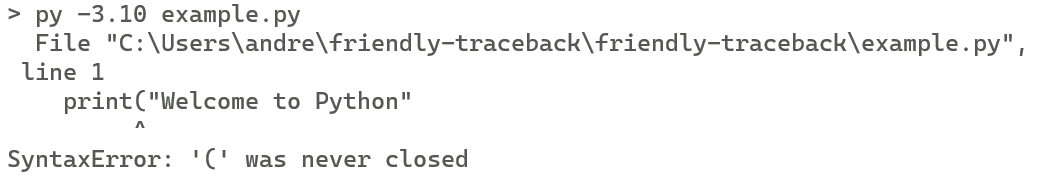 > py -3.10 example.py
  File "C:\Users\andre\friendly-traceback\friendly-traceback\example.py",
 line 1
    print("Welcome to Python"
         ^
SyntaxError: '(' was never closed